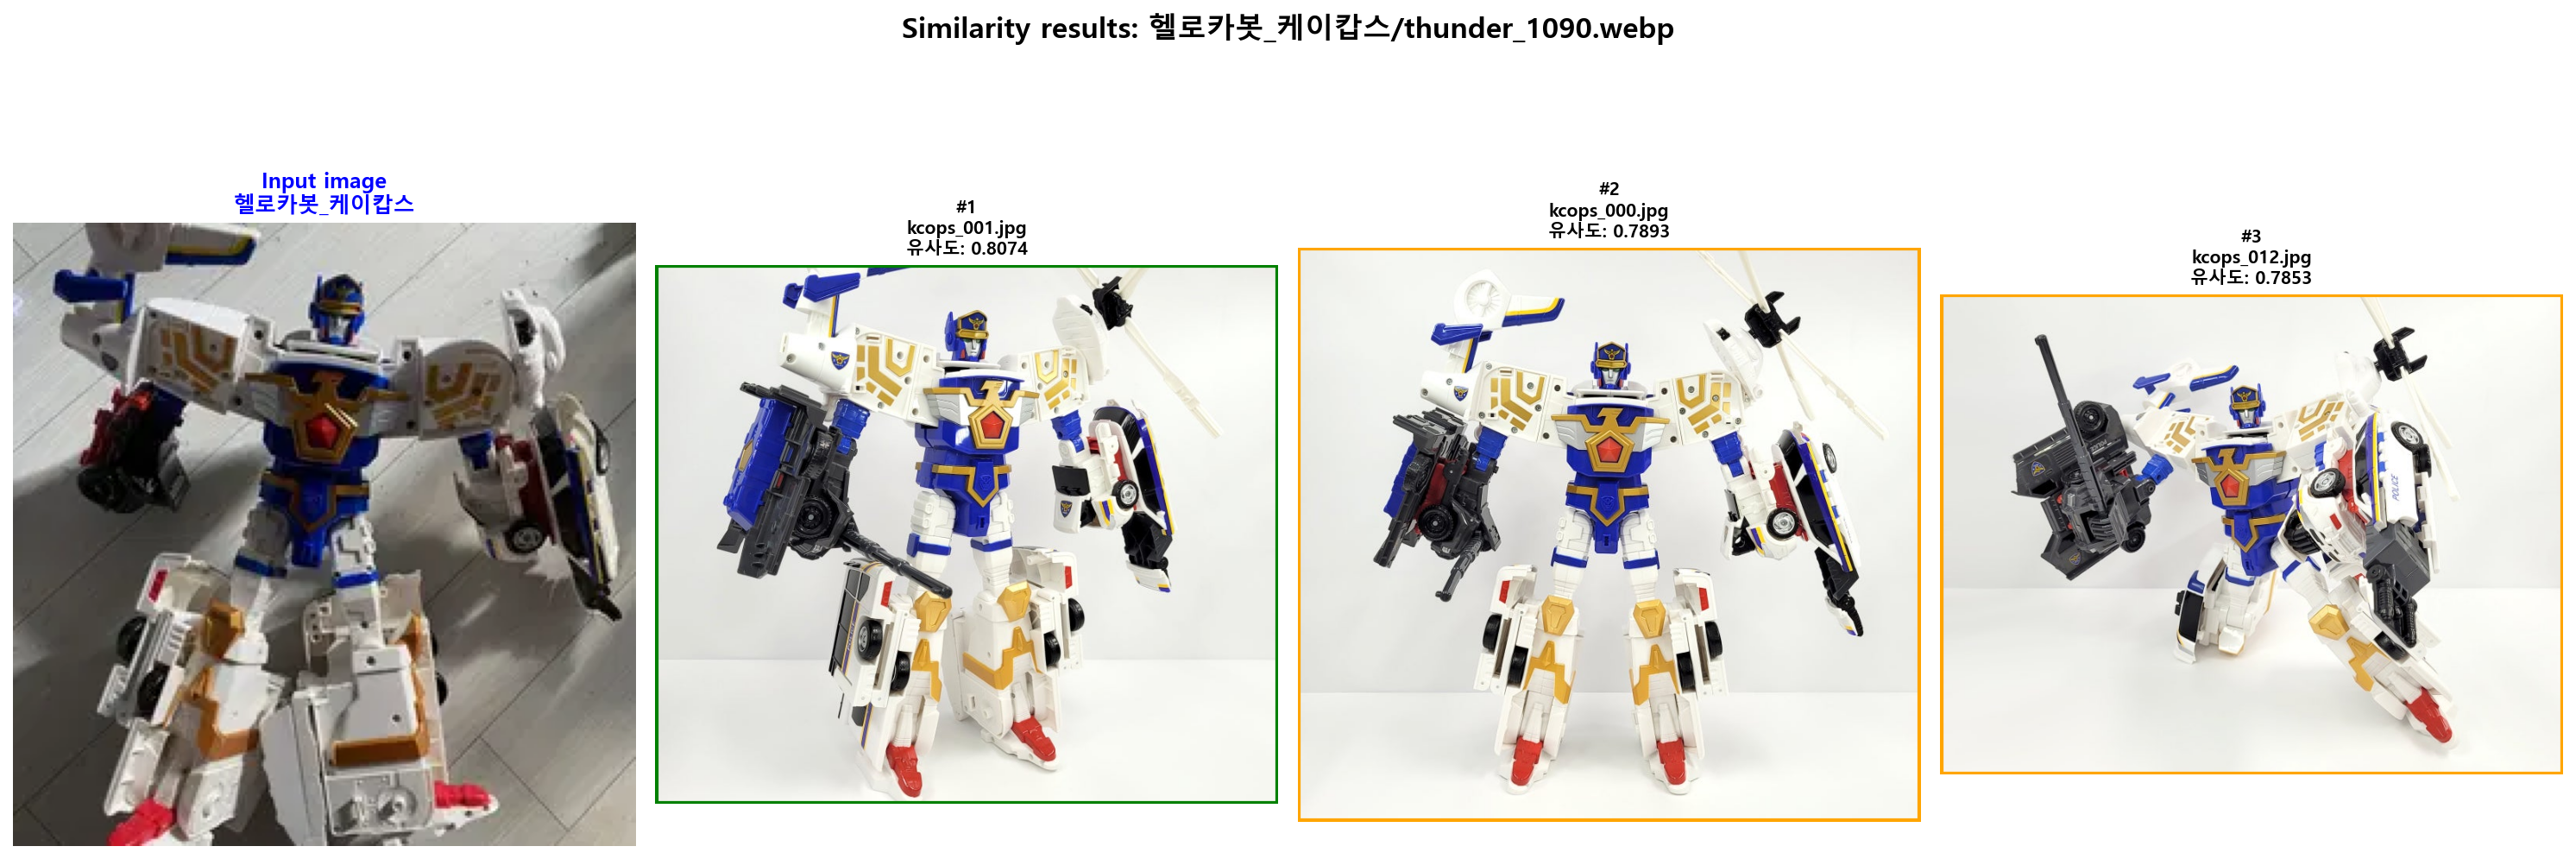 Similarity results: 헬로카봇_케이캅스/thunder_1090.webp
Input image
헬로카봇_케이캅스
#1
kcops_001.jpg
유사도: 0.8074
#2
kcops_000.jpg
유사도: 0.7893
#3
kcops_012.jpg
유사도: 0.7853
POLICE